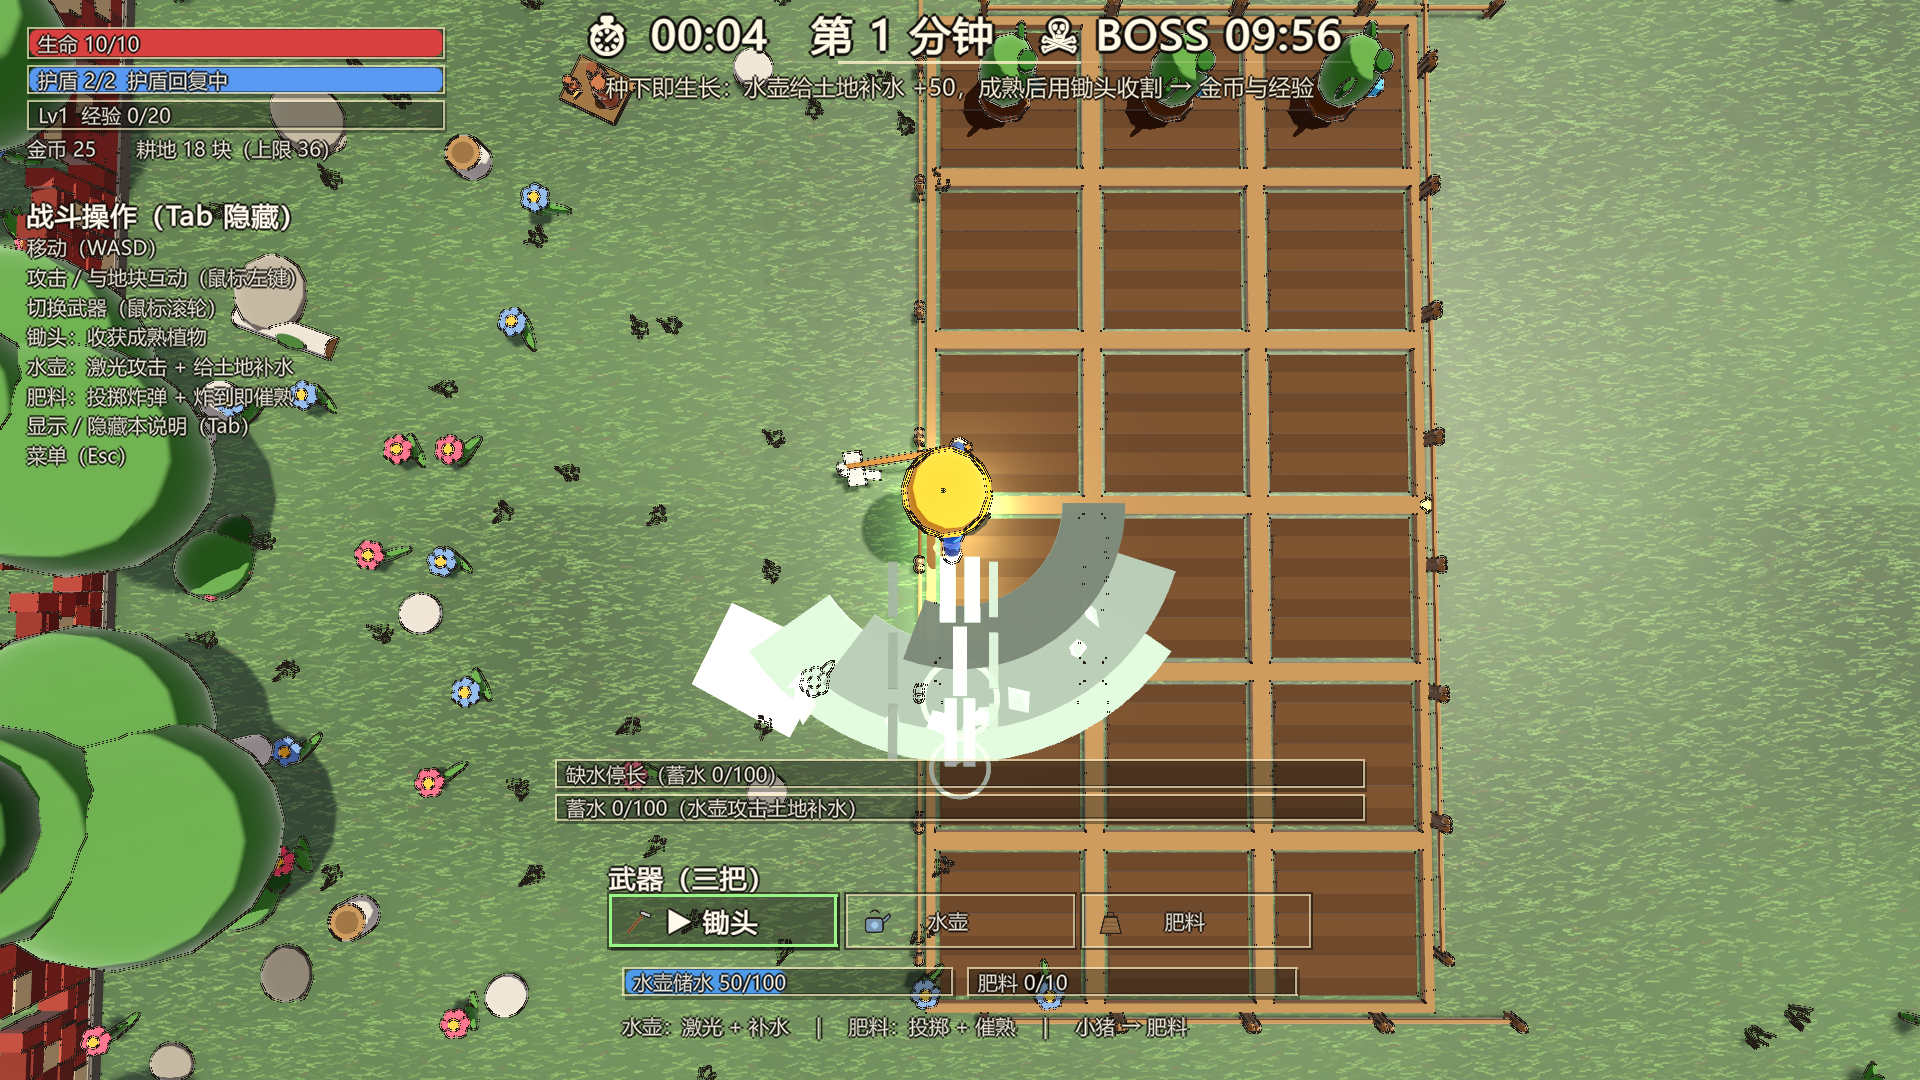 生命 10/10
护盾 2/2 护盾回复中
Lv1 经验 0/20
金币 25 耕地 18 块（上限 36）
00:04 第 1 分钟 BOSS 09:56
种下即生长：水壶给土地补水 +50，成熟后用锄头收割 → 金币与经验
战斗操作（Tab 隐藏）
移动（WASD）
攻击 / 与地块互动（鼠标左键）
切换武器（鼠标滚轮）
锄头：收获成熟植物
水壶：激光攻击 + 给土地补水
肥料：投掷炸弹 + 炸到即催熟
显示 / 隐藏本说明（Tab）
菜单（Esc）
缺水停长（蓄水 0/100）
蓄水 0/100（水壶攻击土地补水）
武器（三把）
▶ 锄头 水壶 肥料
水壶储水 50/100 肥料 0/10
水壶：激光 + 补水 | 肥料：投掷 + 催熟 | 小猪 → 肥料